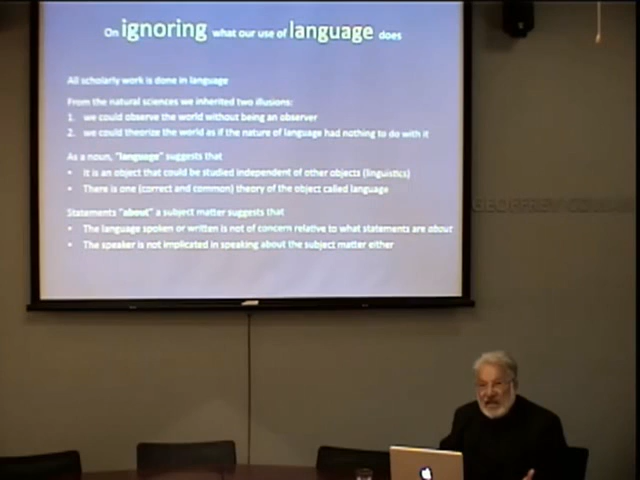 On ignoring what our use of language does
All scholarly work is done in language
From the natural sciences we inherited two illusions:
1. we could observe the world without being an observer
2. we could theorize the world as if the nature of language had nothing to do with it
As a noun, "language" suggests that
• It is an object that could be studied independent of other objects (linguistics)
• There is one (correct and common) theory of the object called language
Statements "about" a subject matter suggests that
• The language spoken or written is not of concern relative to what statements are about
• The speaker is not implicated in speaking about the subject matter either
GEOFFREY